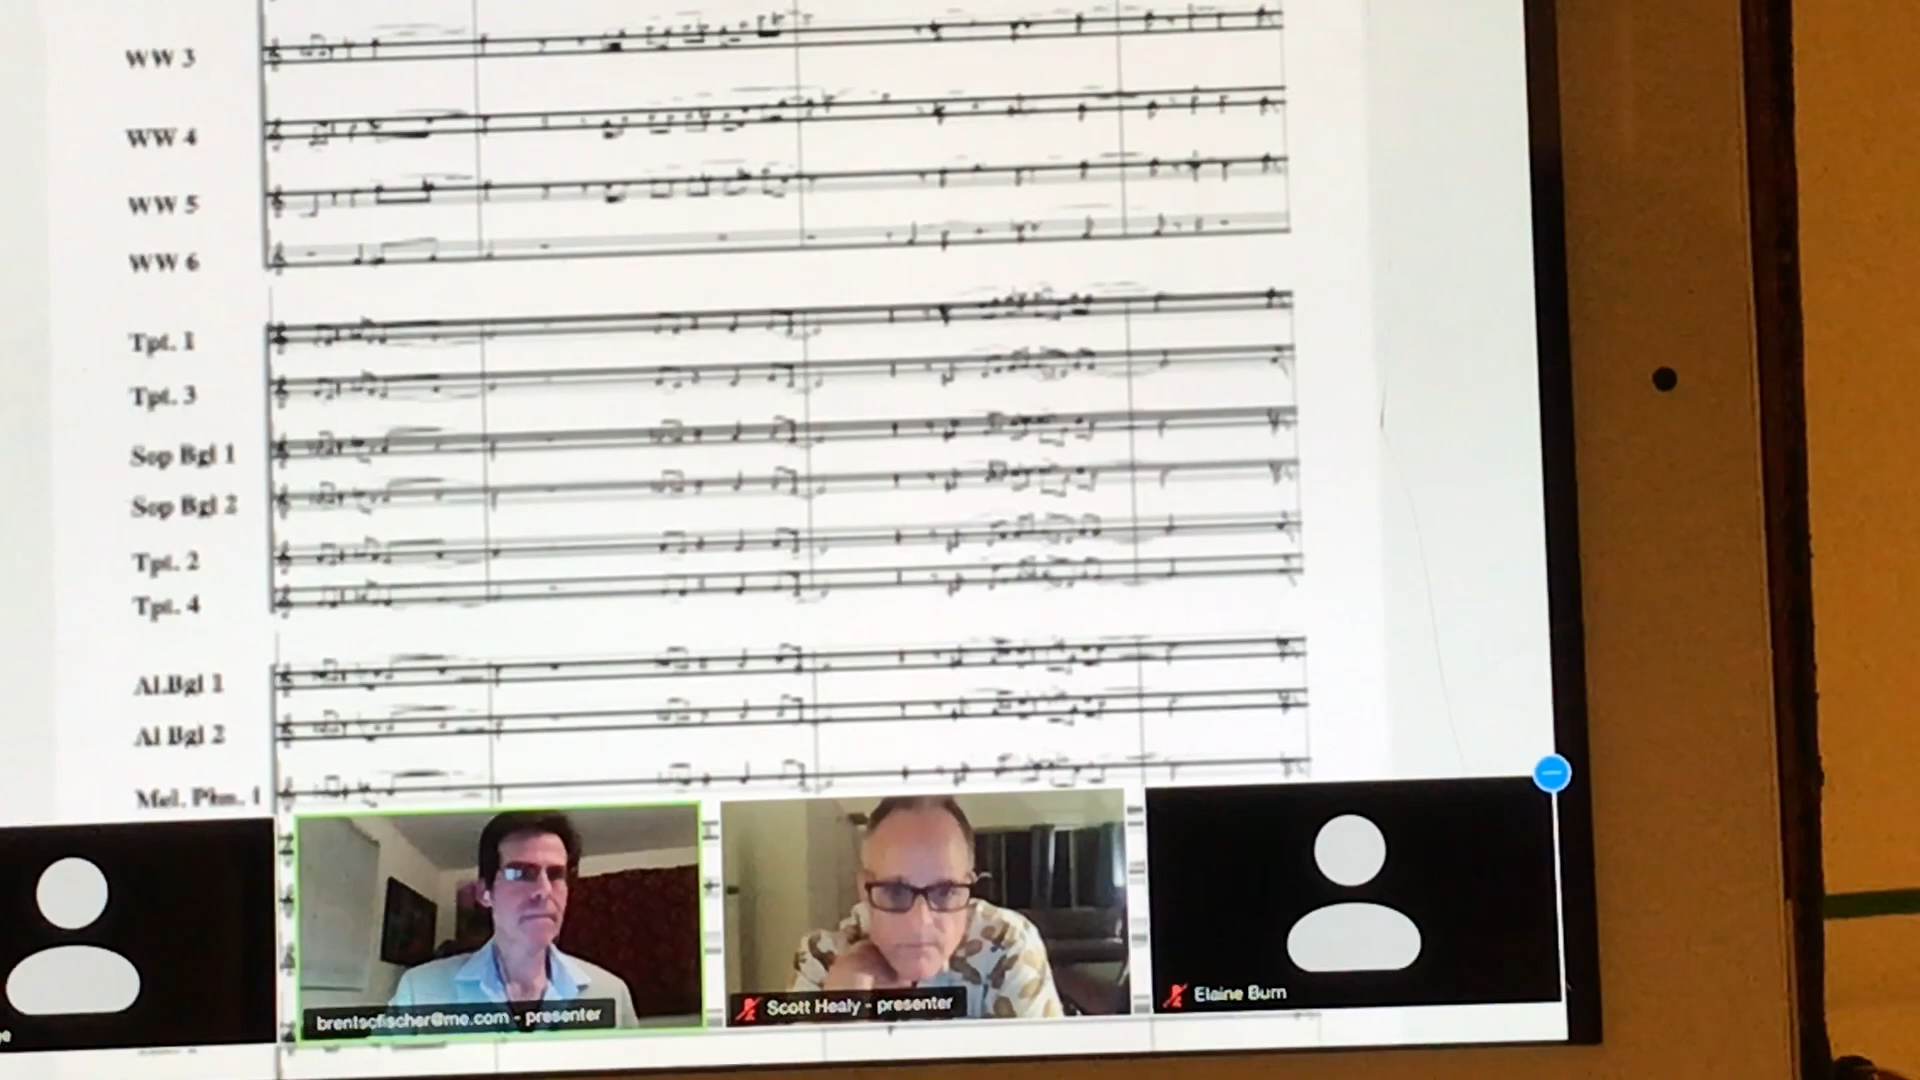 WW 3
WW 4
WW 5
WW 6
Tpt. 1
Tpt. 3
Sop Bgl 1
Sop Bgl 2
Tpt. 2
Tpt. 4
Al.Bgl 1
Al Bgl 2
Mel. Phn. 1
brentscfischer@me.com - presenter
Scott Healy - presenter
Elaine Burn